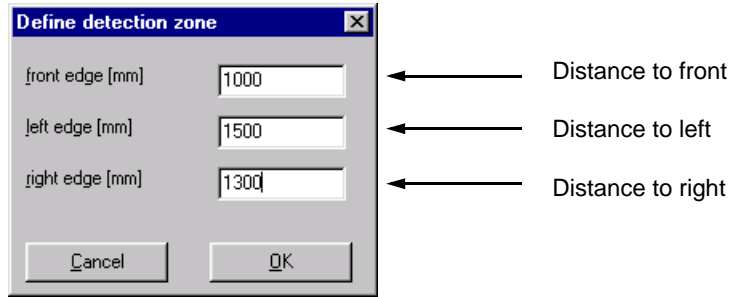 Define detection zone
front edge [mm] 1000 Distance to front
left edge [mm] 1500 Distance to left
right edge [mm] 1300 Distance to right
Cancel OK